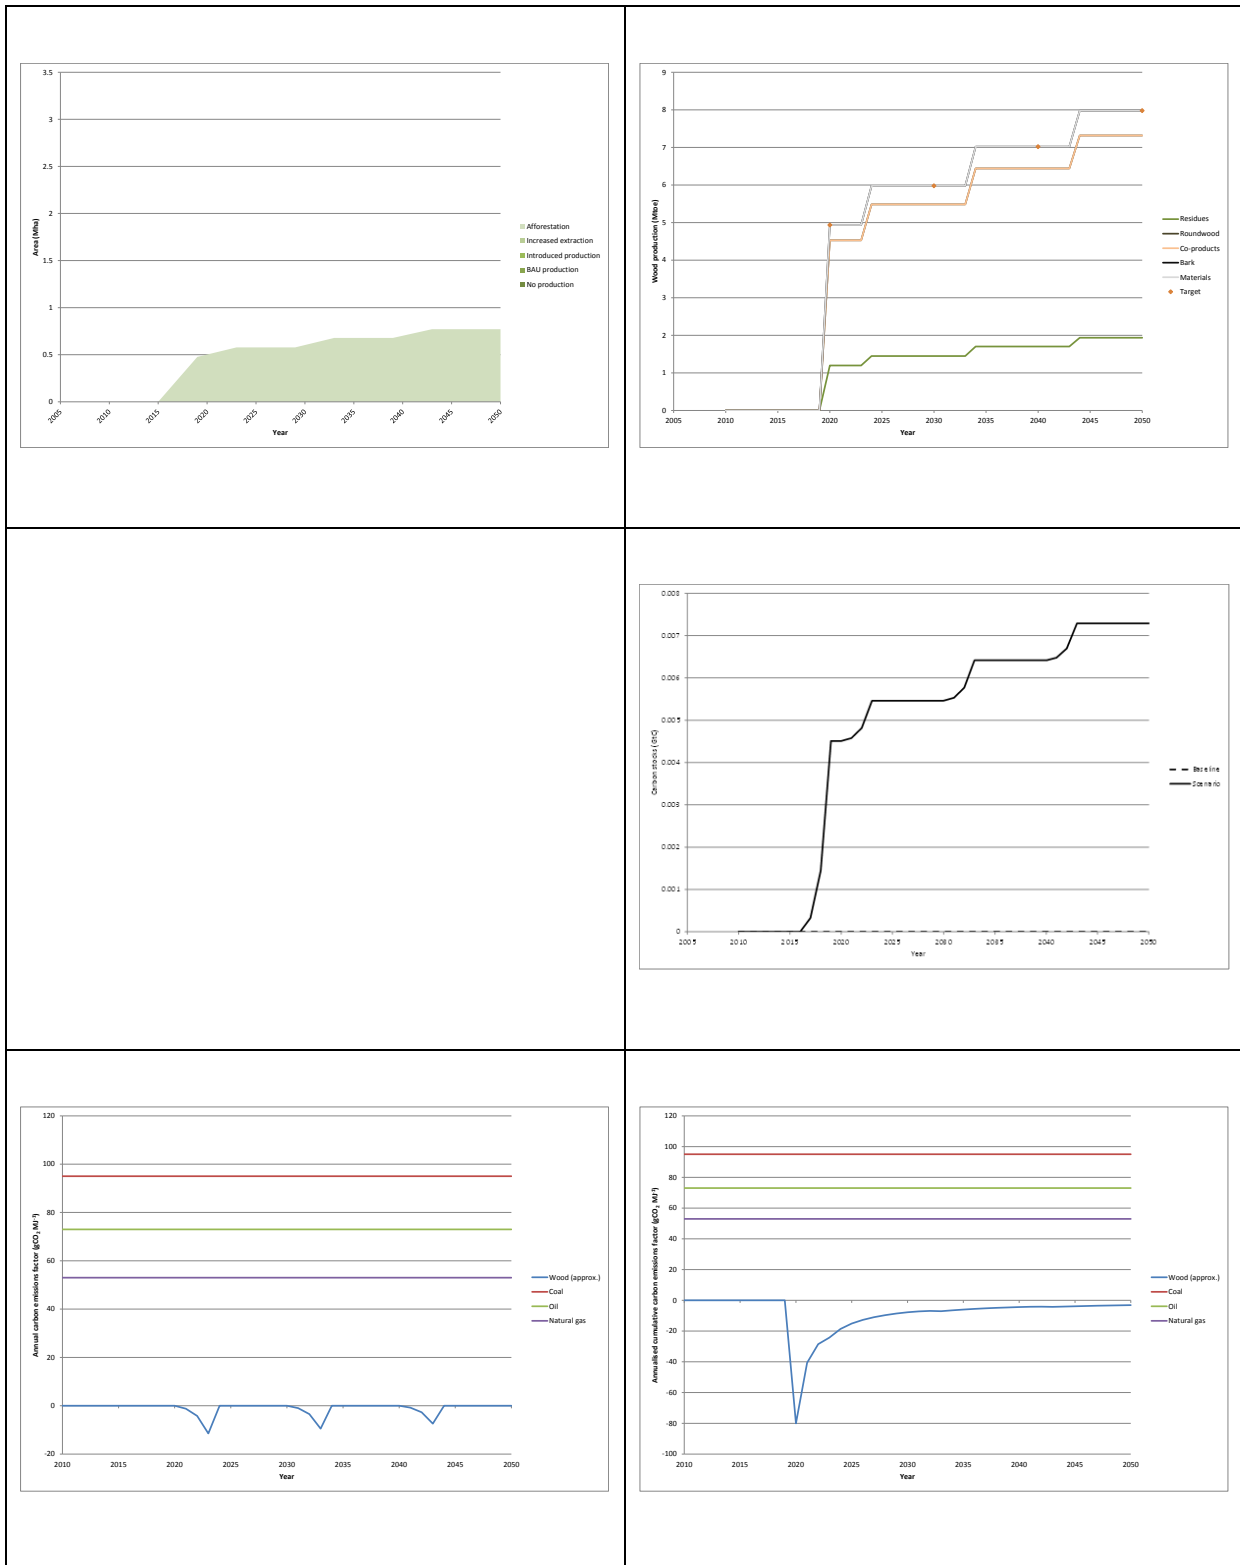 3.5
3
2.5
2
1.5
1
0.5
0
Area (Mha)
2005 2010 2015 2020 2025 2030 2035 2040 2045 2050
Year
Afforestation
Increased extraction
Introduced production
BAU production
No production
9
8
7
6
5
4
3
2
1
0
Wood production (Mtoe)
2005 2010 2015 2020 2025 2030 2035 2040 2045 2050
Year
Residues
Roundwood
Co-products
Bark
Materials
Target
0.008
0.007
0.006
0.005
0.004
0.003
0.002
0.001
0
Carbon stocks (GtC)
2005 2010 2015 2020 2025 2030 2035 2040 2045 2050
Year
Baseline
Scenario
120
100
80
60
40
20
0
-20
Annual carbon emissions factor (gCO₂ MJ⁻¹)
2010 2015 2020 2025 2030 2035 2040 2045 2050
Year
Wood (approx.)
Coal
Oil
Natural gas
120
100
80
60
40
20
0
-20
-40
-60
-80
-100
Annualised cumulative carbon emissions factor (gCO₂ MJ⁻¹)
2010 2015 2020 2025 2030 2035 2040 2045 2050
Year
Wood (approx.)
Coal
Oil
Natural gas